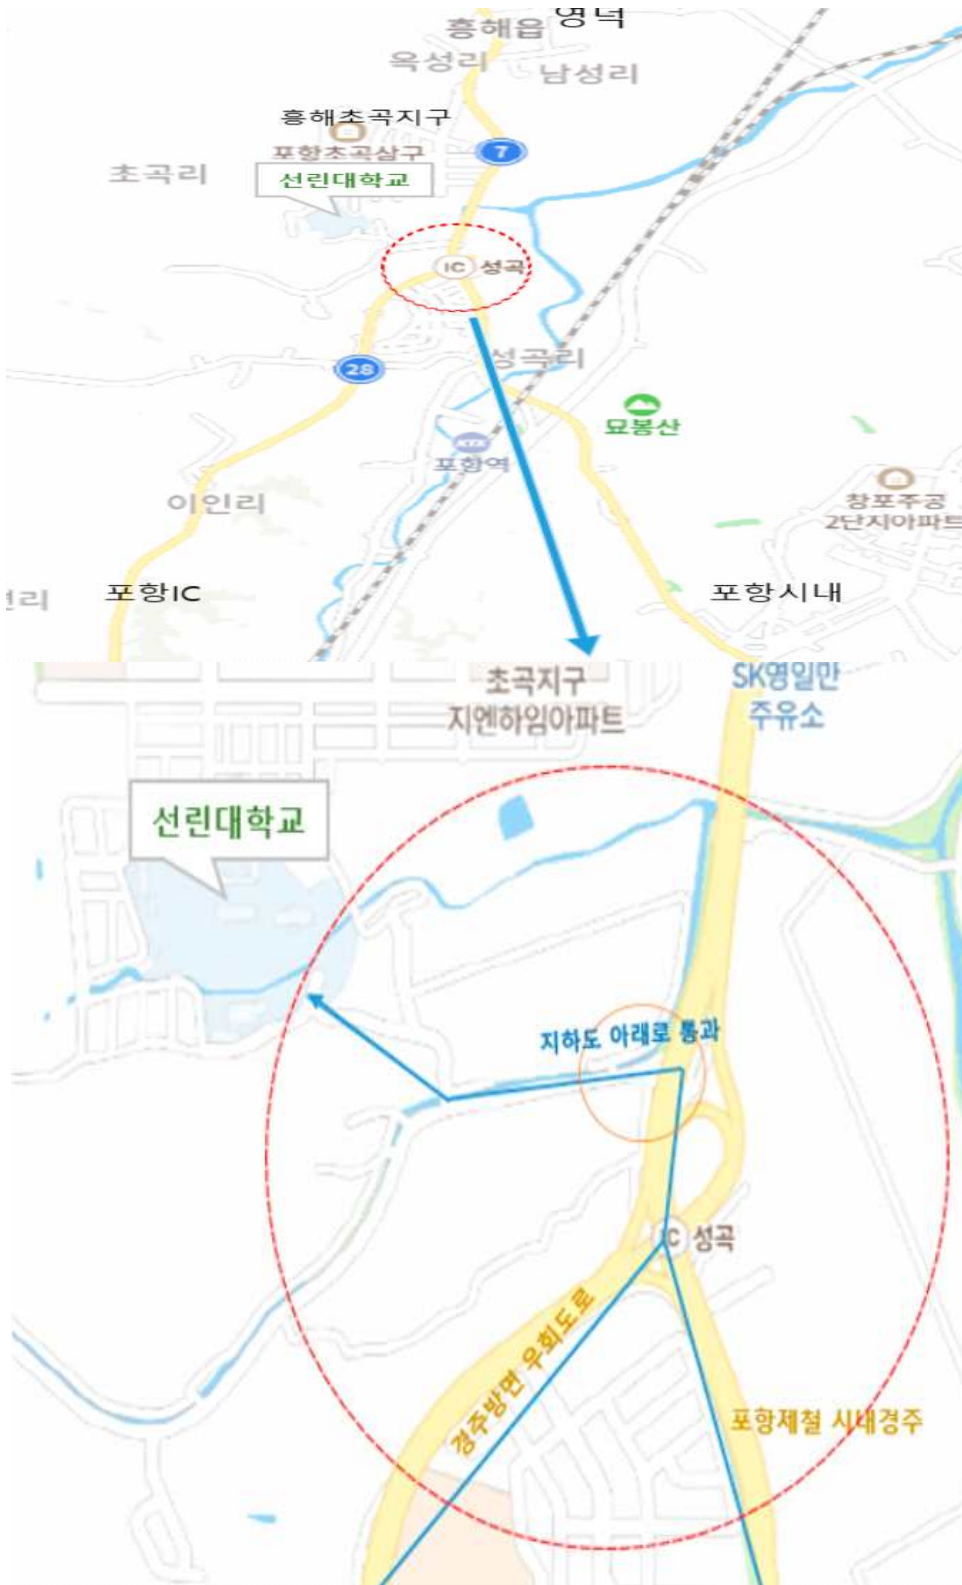 영덕
흥해읍
옥성리
남성리
흥해초곡지구
포항초곡삼구
7
초곡리
선린대학교
IC 성곡
28
성곡리
묘봉산
KTX
포항역
창포주공
2단지아파트
이인리
포항IC
포항시내
리
초곡지구
지엔하임아파트
SK영일만
주유소
선린대학교
지하도 아래로 통과
IC 성곡
경주방면 우회도로
포항제철 시내경주